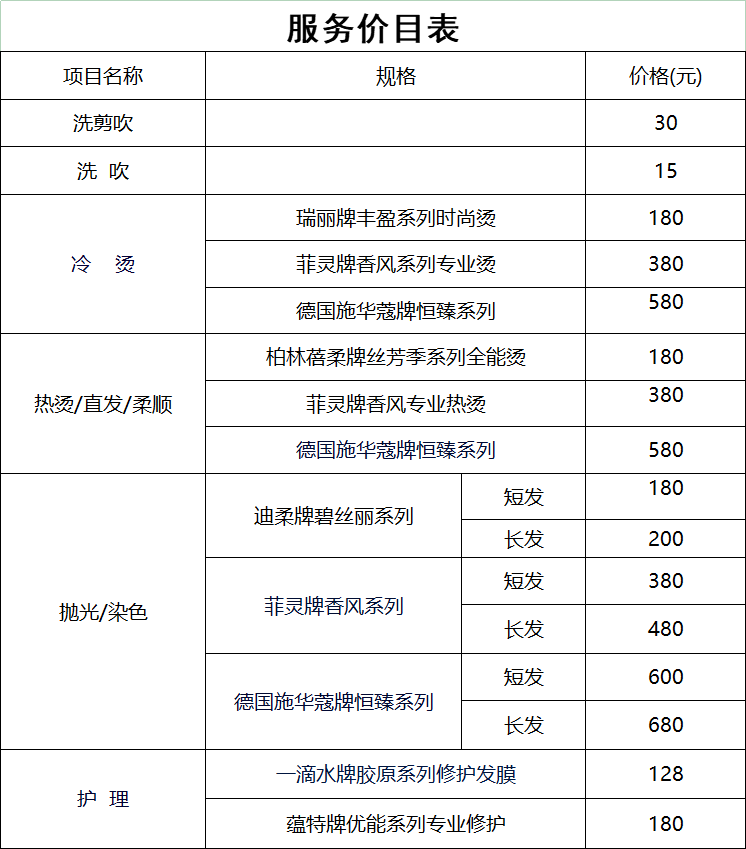 服务价目表
项目名称 规格 价格(元)
洗剪吹 30
洗 吹 15
冷 烫
瑞丽牌丰盈系列时尚烫 180
菲灵牌香风系列专业烫 380
德国施华蔻牌恒臻系列 580
热烫/直发/柔顺
柏林蓓柔牌丝芳季系列全能烫 180
菲灵牌香风专业热烫 380
德国施华蔻牌恒臻系列 580
抛光/染色
迪柔牌碧丝丽系列
短发 180
长发 200
菲灵牌香风系列
短发 380
长发 480
德国施华蔻牌恒臻系列
短发 600
长发 680
护 理
一滴水牌胶原系列修护发膜 128
蕴特牌优能系列专业修护 180